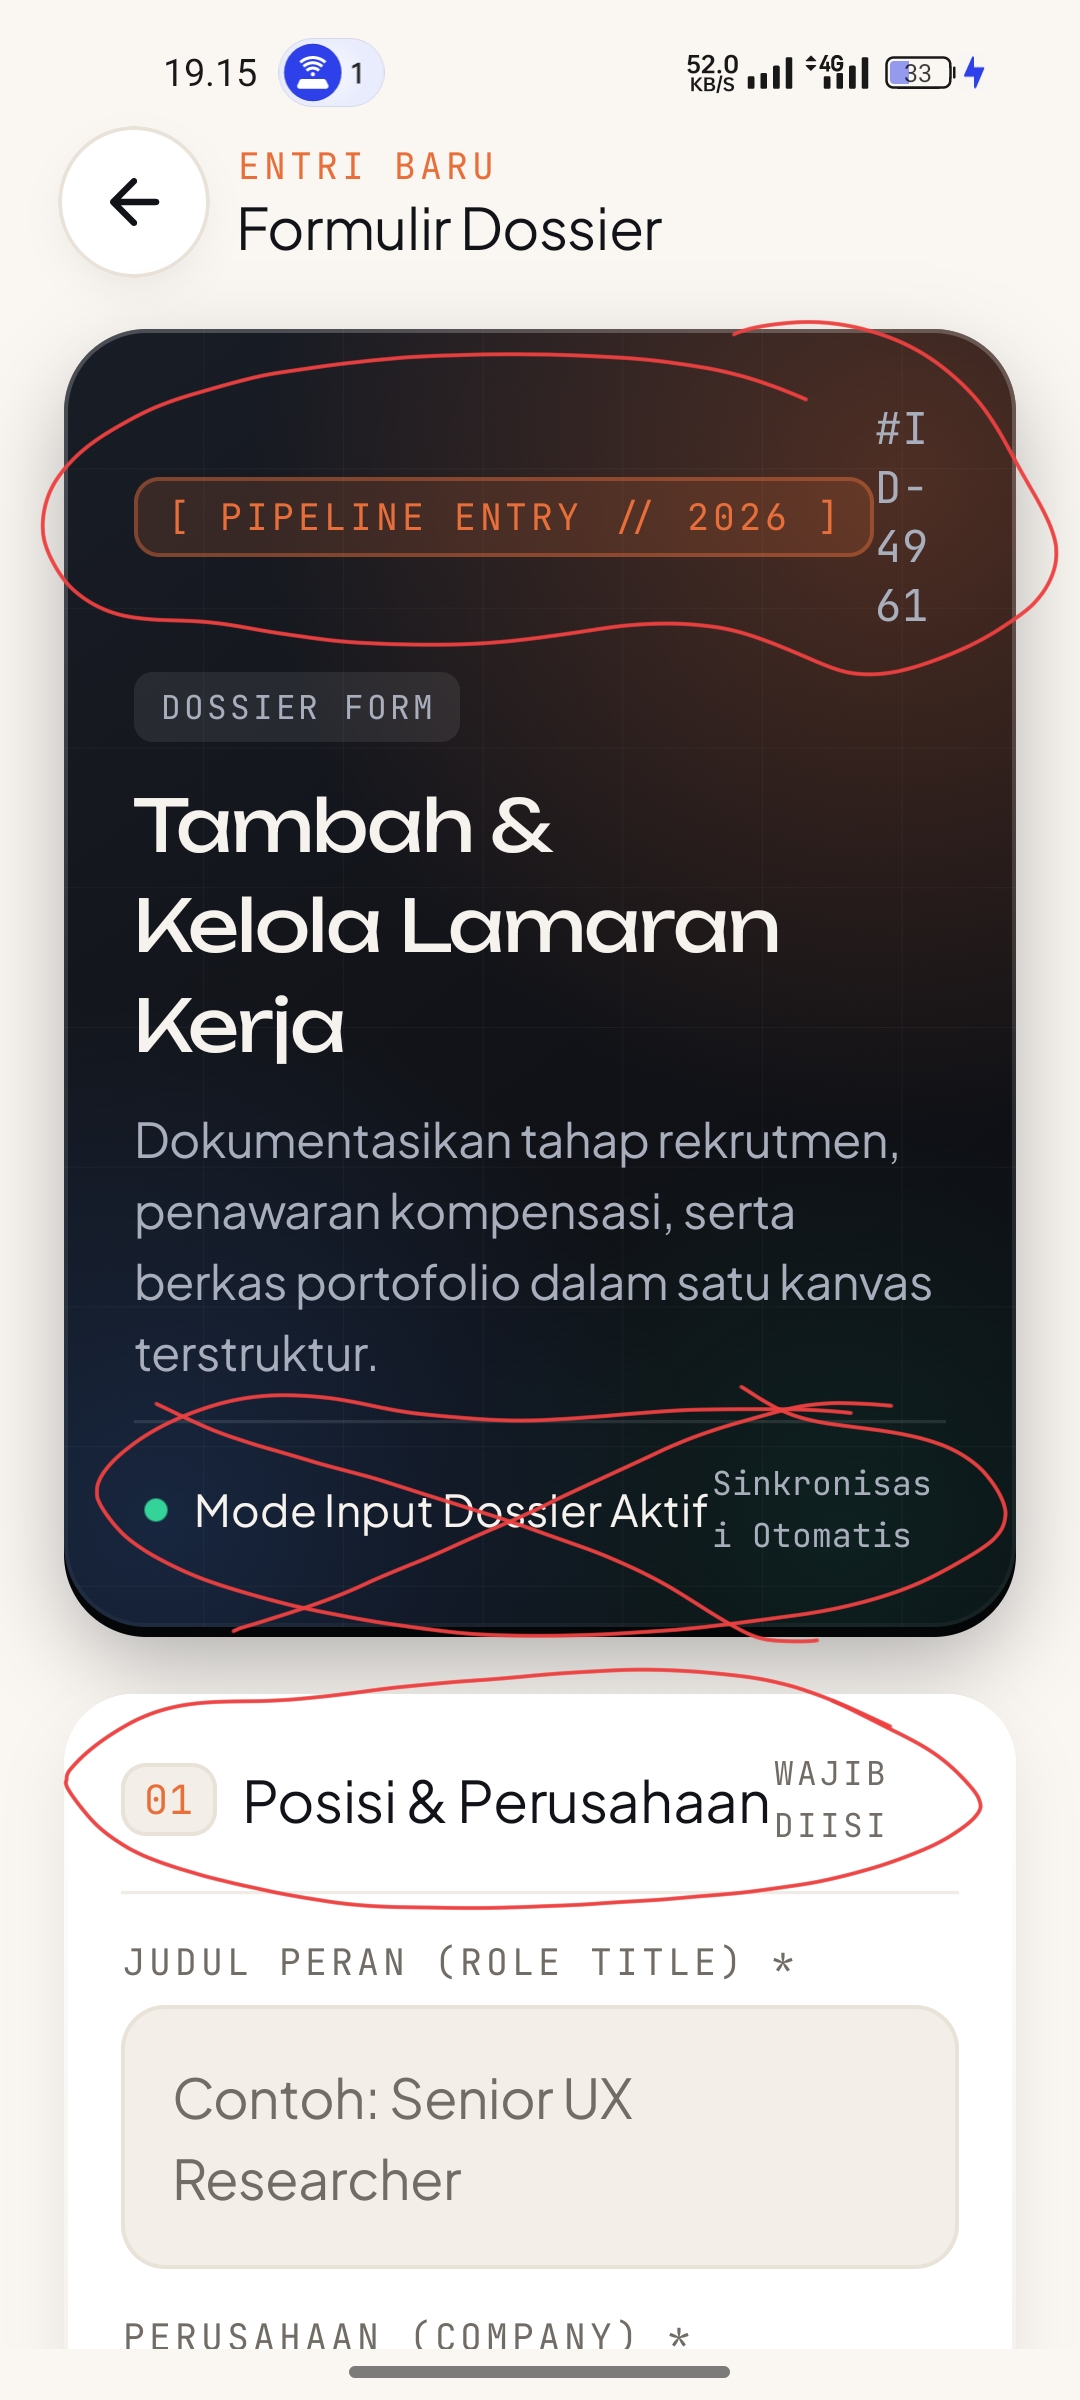 19.15
1
52.0
KB/S
4G
33
ENTRI BARU
Formulir Dossier
[ PIPELINE ENTRY // 2026 ]
#I
D-
49
61
DOSSIER FORM
Tambah &
Kelola Lamaran
Kerja
Dokumentasikan tahap rekrutmen,
penawaran kompensasi, serta
berkas portofolio dalam satu kanvas
terstruktur.
Mode Input Dossier Aktif
Sinkronisas
i Otomatis
01
Posisi & Perusahaan
WAJIB
DIISI
JUDUL PERAN (ROLE TITLE) *
Contoh: Senior UX
Researcher
PERUSAHAAN (COMPANY) *